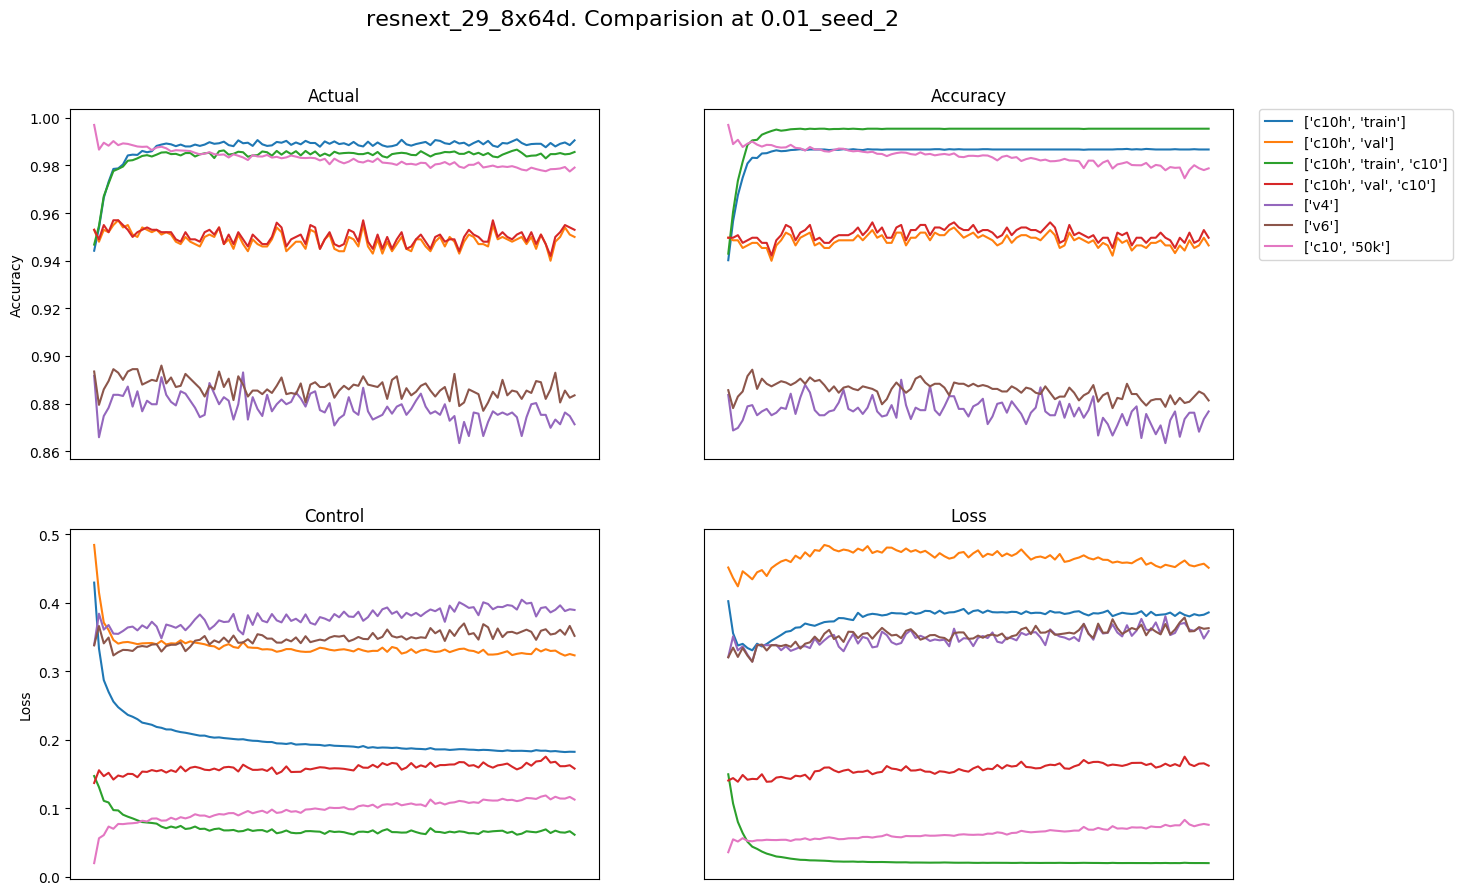 resnext_29_8x64d. Comparision at 0.01_seed_2
Actual
Accuracy
1.00
0.98
0.96
0.94
0.92
0.90
0.88
0.86
Accuracy
['c10h', 'train']
['c10h', 'val']
['c10h', 'train', 'c10']
['c10h', 'val', 'c10']
['v4']
['v6']
['c10', '50k']
Control
Loss
0.5
0.4
0.3
0.2
0.1
0.0
Loss